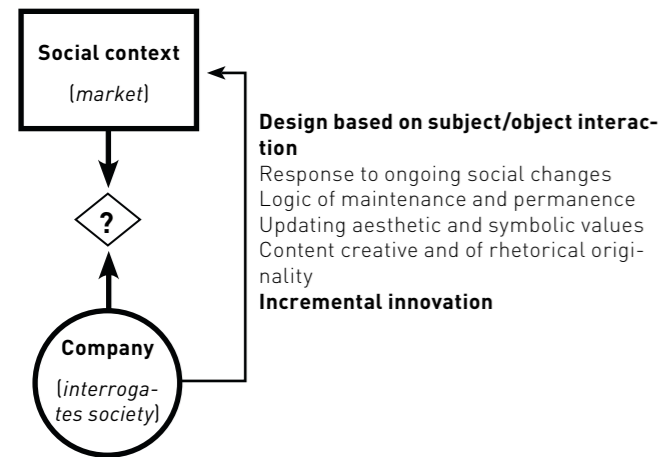 Social context
(market)
?
Company
(interroga-
tes society)
Design based on subject/object interac-
tion
Response to ongoing social changes
Logic of maintenance and permanence
Updating aesthetic and symbolic values
Content creative and of rhetorical origi-
nality
Incremental innovation